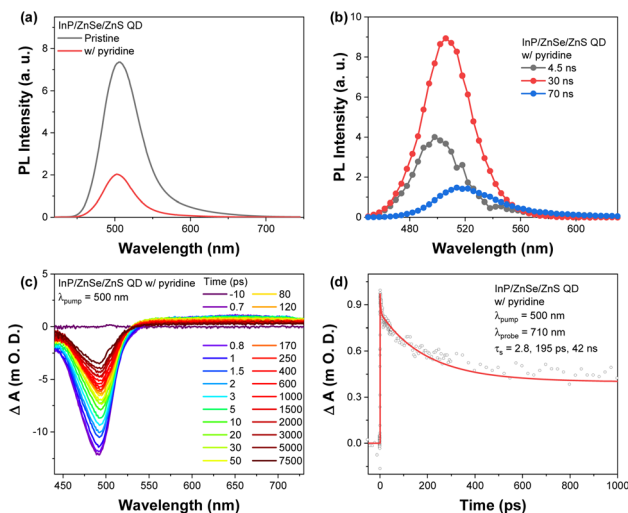 (a)
InP/ZnSe/ZnS QD
Pristine
w/ pyridine
PL Intensity (a. u.)
8
6
4
2
0
500
600
700
Wavelength (nm)
(b)
InP/ZnSe/ZnS QD
w/ pyridine
4.5 ns
30 ns
70 ns
PL Intensity (a. u.)
10
8
6
4
2
0
480
520
560
600
Wavelength (nm)
(c)
InP/ZnSe/ZnS QD w/ pyridine
λpump = 500 nm
Time (ps)
-10
0.7
0.8
1
1.5
2
3
5
10
20
30
50
80
120
170
250
400
600
1000
1500
2000
3000
5000
7500
Δ A (m O. D.)
5
0
-5
-10
450
500
550
600
650
700
Wavelength (nm)
(d)
InP/ZnSe/ZnS QD
w/ pyridine
λpump = 500 nm
λprobe = 710 nm
τs = 2.8, 195 ps, 42 ns
Δ A (m O. D.)
0.9
0.6
0.3
0.0
0
200
400
600
800
1000
Time (ps)